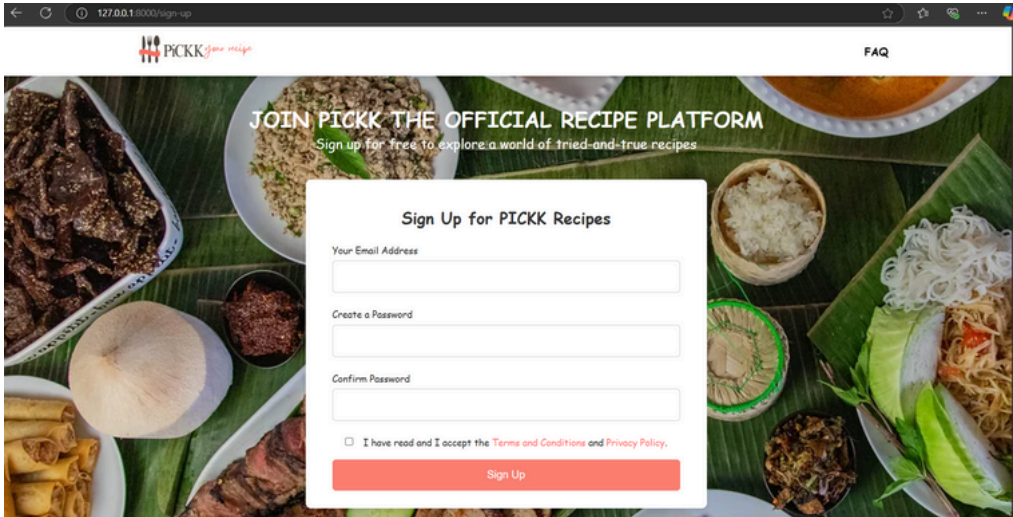 127.0.0.1:8000/sign-up
PiCKK your recipe
FAQ
JOIN PICKK THE OFFICIAL RECIPE PLATFORM
Sign up for free to explore a world of tried-and-true recipes
Sign Up for PICKK Recipes
Your Email Address
Create a Password
Confirm Password
I have read and I accept the Terms and Conditions and Privacy Policy.
Sign Up